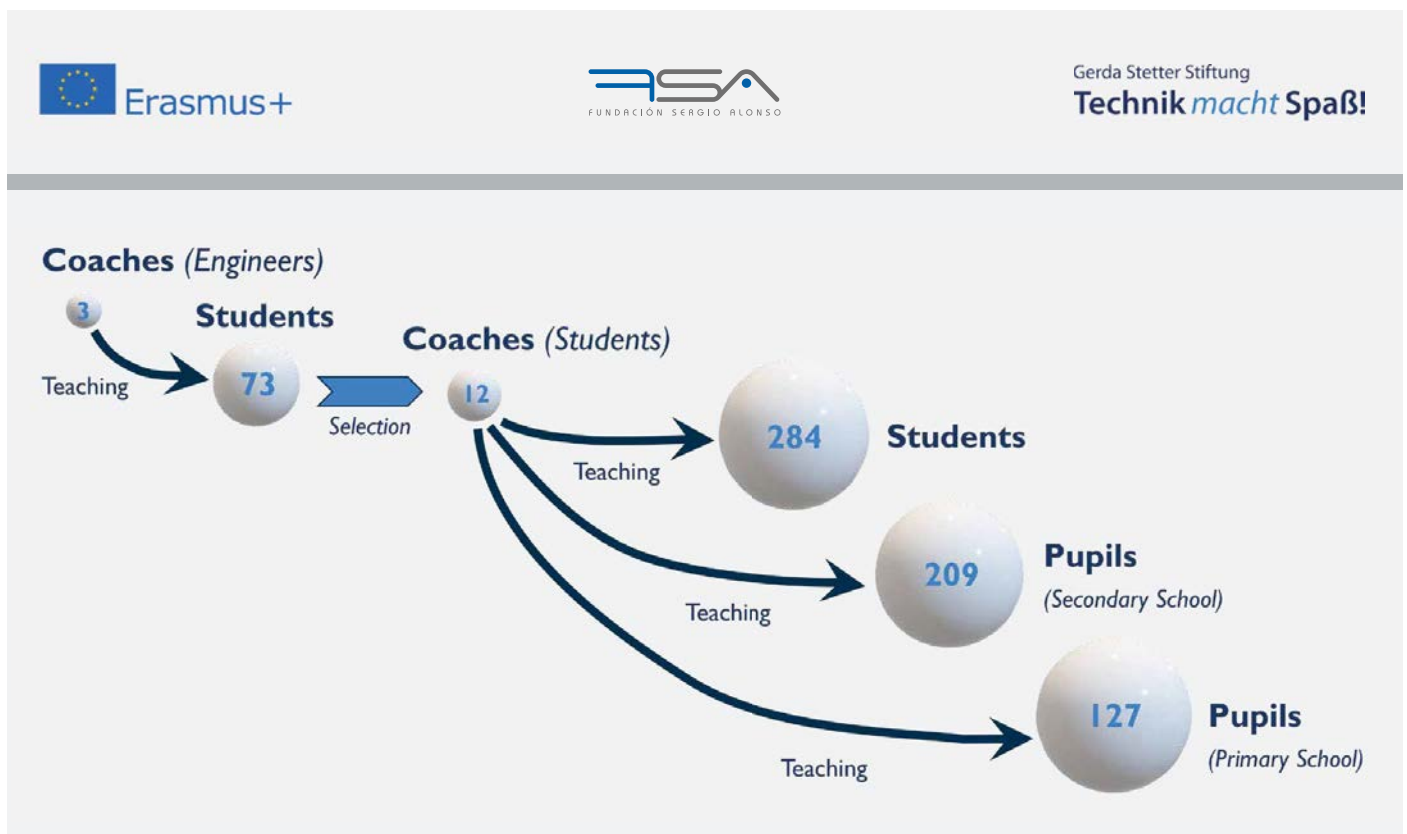 Erasmus+
FSA
FUNDACIÓN SERGIO ALONSO
Gerda Stetter Stiftung
Technik macht Spaß!
Coaches (Engineers)
3
Teaching
Students
73
Selection
Coaches (Students)
12
Teaching
284
Students
Teaching
209
Pupils
(Secondary School)
Teaching
127
Pupils
(Primary School)